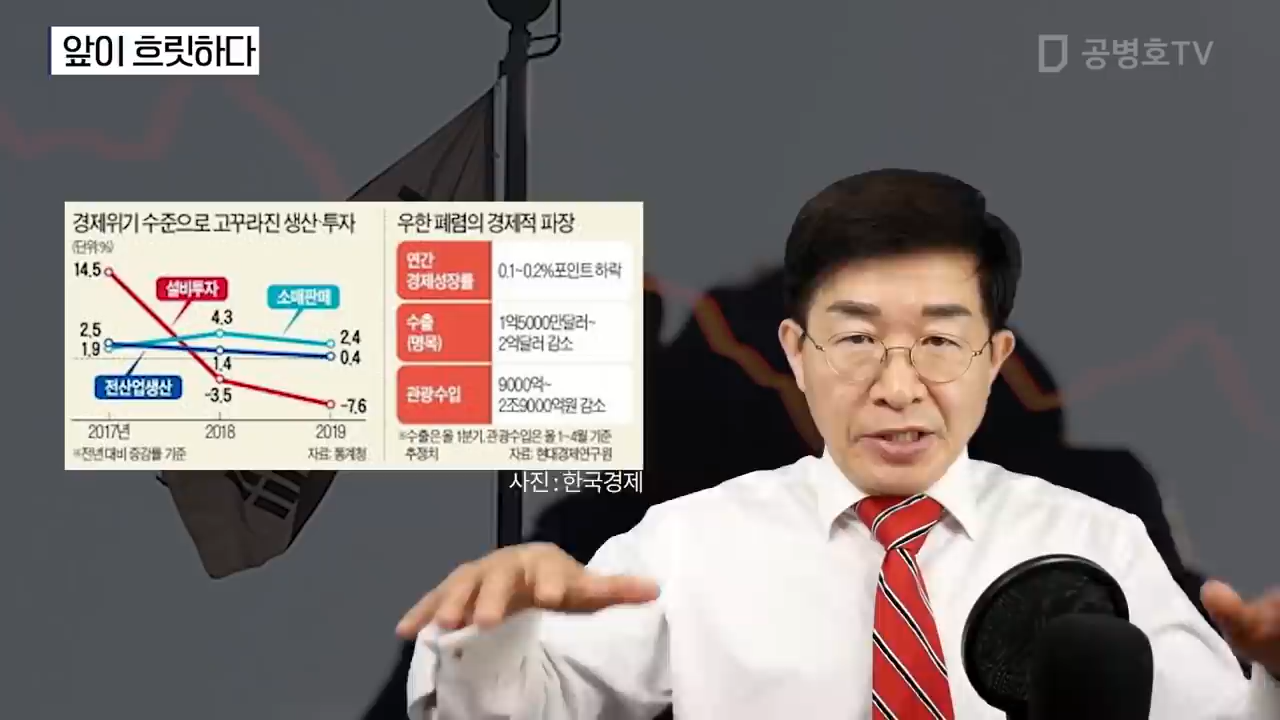 앞이 흐릿하다
공병호TV
경제위기 수준으로 고꾸라진 생산·투자
(단위:%)
14.5
설비투자
소매판매
4.3
2.5
2.4
1.9
0.4
1.4
전산업생산
-3.5
-7.6
2017년
2018
2019
※전년 대비 증감률 기준
자료:통계청
우한 폐렴의 경제적 파장
연간
경제성장률
0.1~0.2%포인트 하락
수출
(명목)
1억5000만달러~
2억달러 감소
관광수입
9000억~
2조9000억원 감소
※수출은 올 1분기, 관광수입은 올 1~4월 기준
추정치
자료:현대경제연구원
사진 : 한국경제